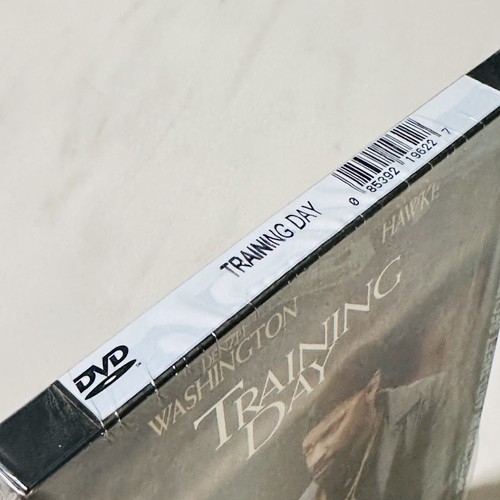 DVD
TRAINING DAY
0 85392 19622 7
DENZEL
WASHINGTON
HAWKE
TRAINING
DAY